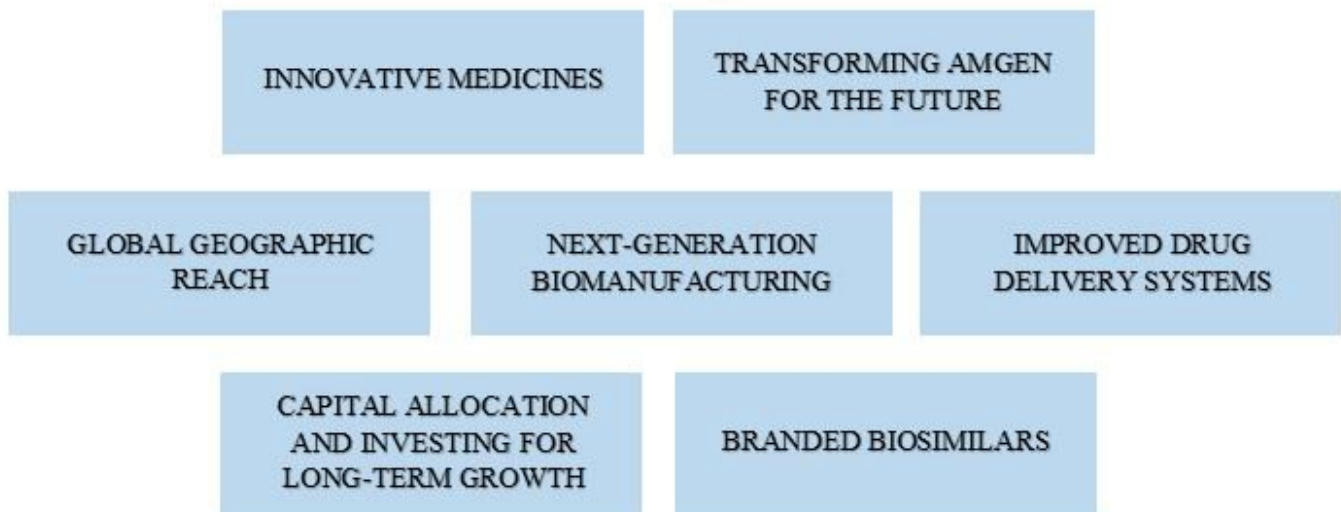 INNOVATIVE MEDICINES
TRANSFORMING AMGEN
FOR THE FUTURE
GLOBAL GEOGRAPHIC
REACH
NEXT-GENERATION
BIOMANUFACTURING
IMPROVED DRUG
DELIVERY SYSTEMS
CAPITAL ALLOCATION
AND INVESTING FOR
LONG-TERM GROWTH
BRANDED BIOSIMILARS